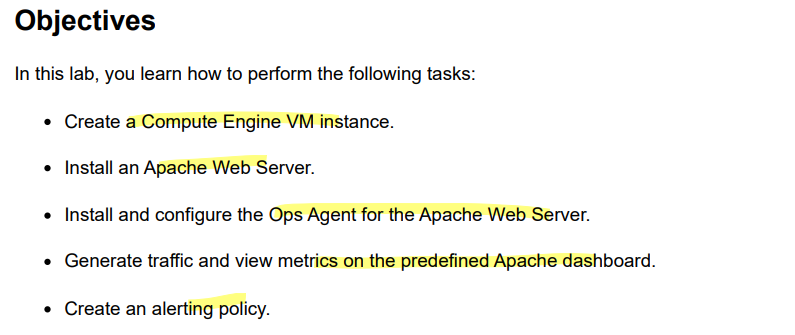 Objectives
In this lab, you learn how to perform the following tasks:
• Create a Compute Engine VM instance.
• Install an Apache Web Server.
• Install and configure the Ops Agent for the Apache Web Server.
• Generate traffic and view metrics on the predefined Apache dashboard.
• Create an alerting policy.